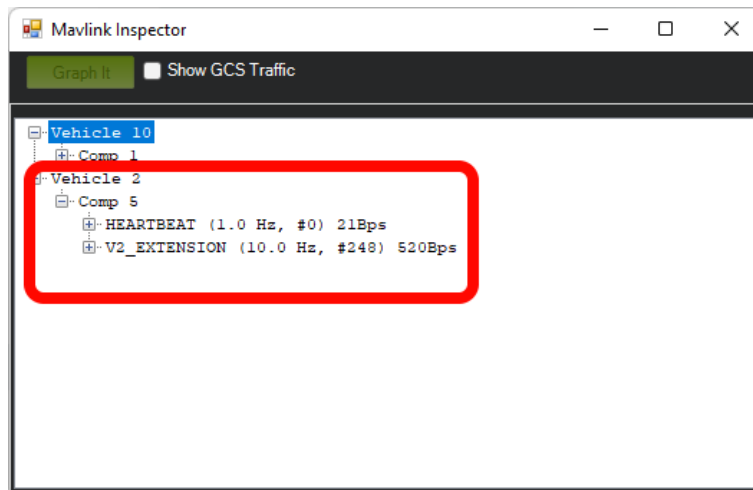 Mavlink Inspector
Graph It Show GCS Traffic
Vehicle 10
Comp 1
Vehicle 2
Comp 5
HEARTBEAT (1.0 Hz, #0) 21Bps
V2_EXTENSION (10.0 Hz, #248) 520Bps